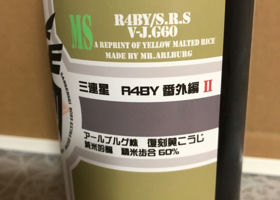 R4BY/S.R.S
V-J.G60
MS
A REPRINT OF YELLOW MALTED RICE
MADE BY MR.ARLBURG
三連星 R4BY 番外編 II
アールブルグ株 復刻黄こうじ
純米吟醸 精米歩合 60%